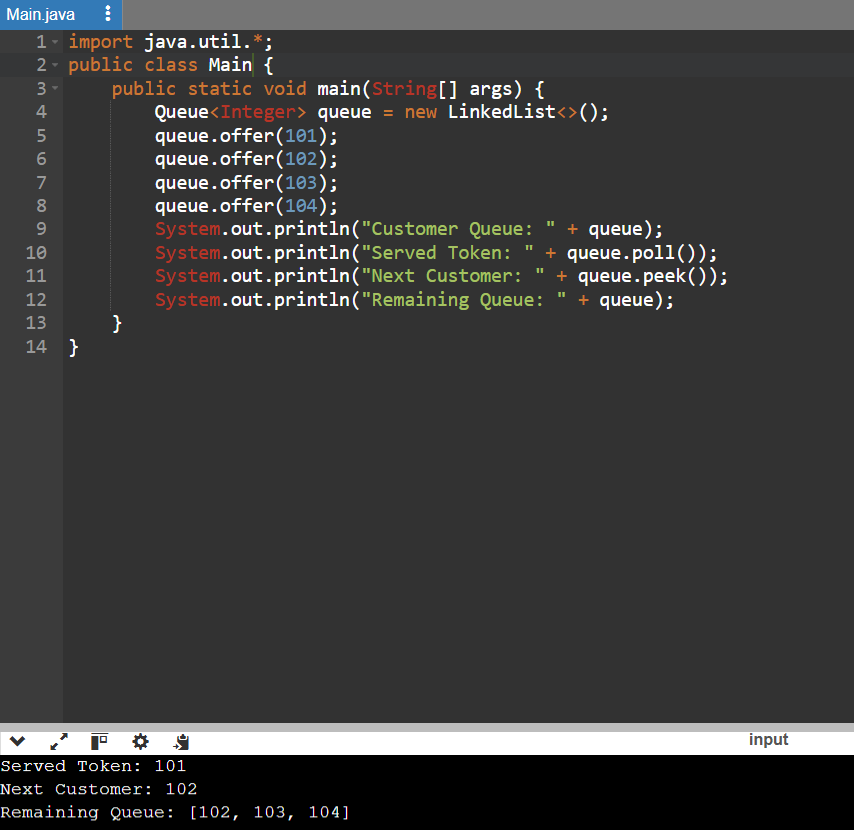 Main.java
1 import java.util.*;
2 public class Main {
3     public static void main(String[] args) {
4         Queue<Integer> queue = new LinkedList<>();
5         queue.offer(101);
6         queue.offer(102);
7         queue.offer(103);
8         queue.offer(104);
9         System.out.println("Customer Queue: " + queue);
10         System.out.println("Served Token: " + queue.poll());
11         System.out.println("Next Customer: " + queue.peek());
12         System.out.println("Remaining Queue: " + queue);
13     }
14 }
input
Served Token: 101
Next Customer: 102
Remaining Queue: [102, 103, 104]